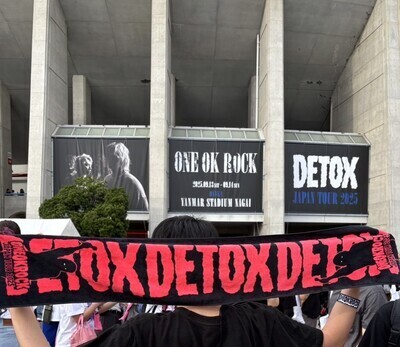 ONE OK ROCK
YANMAR STADIUM NAGAI
DETOX
JAPAN TOUR 2025
DETOXDETOXDETOX